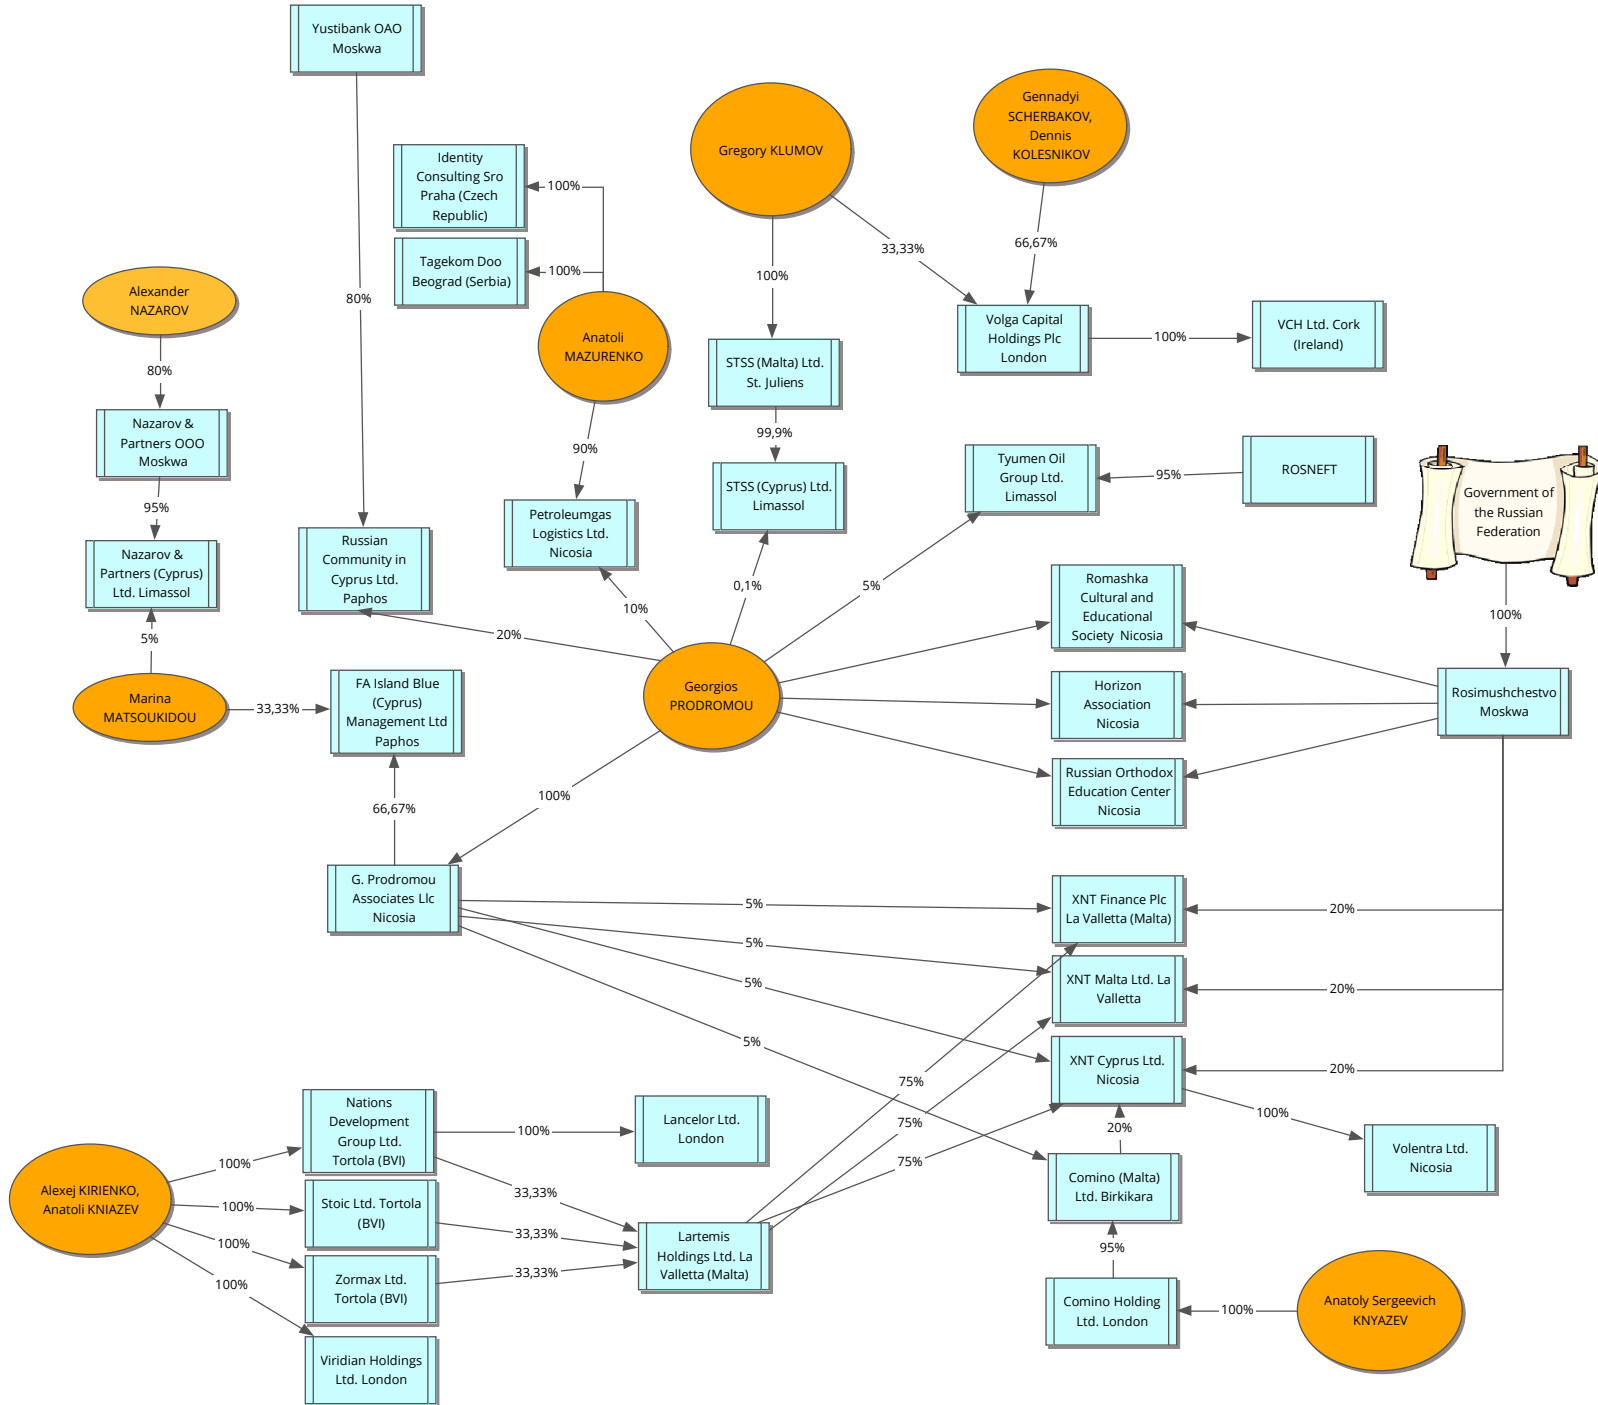 Yustibank OAO
Moskwa
Gennadyi
SCHERBAKOV,
Dennis
KOLESNIKOV
Gregory KLUMOV
Identity
Consulting Sro
Praha (Czech
Republic)
100%
33,33%
66,67%
Tagekom Doo
Beograd (Serbia)
100%
100%
Alexander
NAZAROV
80%
Anatoli
MAZURENKO
Volga Capital
Holdings Plc
London
100%
VCH Ltd. Cork
(Ireland)
80%
STSS (Malta) Ltd.
St. Juliens
Nazarov &
Partners OOO
Moskwa
90%
99,9%
Tyumen Oil
Group Ltd.
Limassol
95%
ROSNEFT
95%
STSS (Cyprus) Ltd.
Limassol
Government of
the Russian
Federation
Petroleumgas
Logistics Ltd.
Nicosia
Nazarov &
Partners (Cyprus)
Ltd. Limassol
Russian
Community in
Cyprus Ltd.
Paphos
0,1%
5%
10%
Romashka
Cultural and
Educational
Society  Nicosia
100%
5%
20%
Marina
MATSOUKIDOU
33,33%
FA Island Blue
(Cyprus)
Management Ltd
Paphos
Georgios
PRODROMOU
Horizon
Association
Nicosia
Rosimushchestvo
Moskwa
Russian Orthodox
Education Center
Nicosia
66,67%
100%
G. Prodromou
Associates Llc
Nicosia
5%
XNT Finance Plc
La Valletta (Malta)
20%
5%
5%
XNT Malta Ltd. La
Valletta
20%
5%
XNT Cyprus Ltd.
Nicosia
20%
75%
75%
75%
100%
20%
Nations
Development
Group Ltd.
Tortola (BVI)
100%
Lancelor Ltd.
London
Volentra Ltd.
Nicosia
Alexej KIRIENKO,
Anatoli KNIAZEV
100%
100%
100%
100%
Stoic Ltd. Tortola
(BVI)
33,33%
33,33%
33,33%
Comino (Malta)
Ltd. Birkikara
Lartemis
Holdings Ltd. La
Valletta (Malta)
95%
Zormax Ltd.
Tortola (BVI)
Comino Holding
Ltd. London
100%
Anatoly Sergeevich
KNYAZEV
Viridian Holdings
Ltd. London